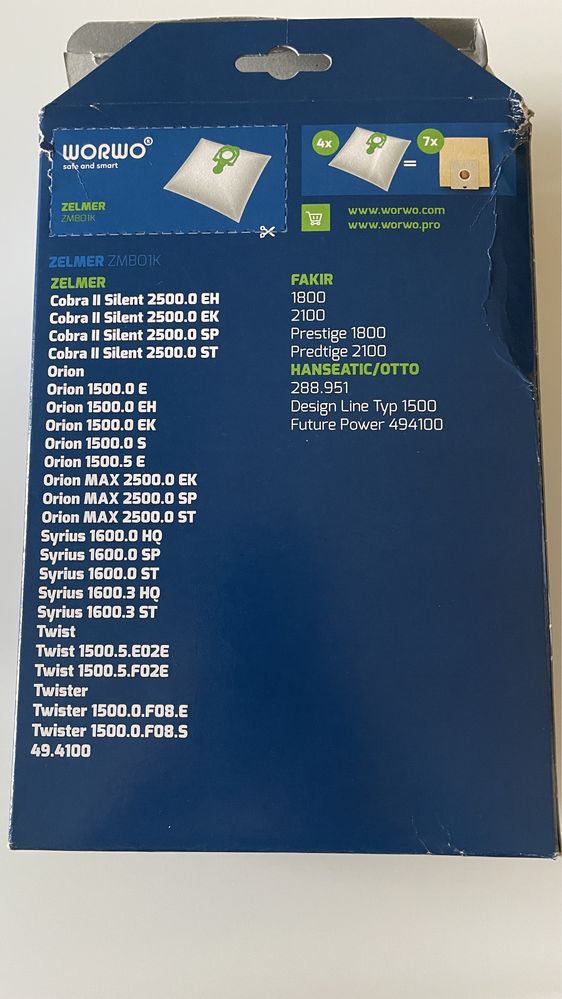 WORWO®
safe and smart
ZELMER
ZMB01K
4x
=
7x
www.worwo.com
www.worwo.pro
ZELMER ZMB01K
ZELMER
Cobra II Silent 2500.0 EH
Cobra II Silent 2500.0 EK
Cobra II Silent 2500.0 SP
Cobra II Silent 2500.0 ST
Orion
Orion 1500.0 E
Orion 1500.0 EH
Orion 1500.0 EK
Orion 1500.0 S
Orion 1500.5 E
Orion MAX 2500.0 EK
Orion MAX 2500.0 SP
Orion MAX 2500.0 ST
Syrius 1600.0 HQ
Syrius 1600.0 SP
Syrius 1600.0 ST
Syrius 1600.3 HQ
Syrius 1600.3 ST
Twist
Twist 1500.5.E02E
Twist 1500.5.F02E
Twister
Twister 1500.0.F08.E
Twister 1500.0.F08.S
49.4100
FAKIR
1800
2100
Prestige 1800
Predtige 2100
HANSEATIC/OTTO
288.951
Design Line Typ 1500
Future Power 494100